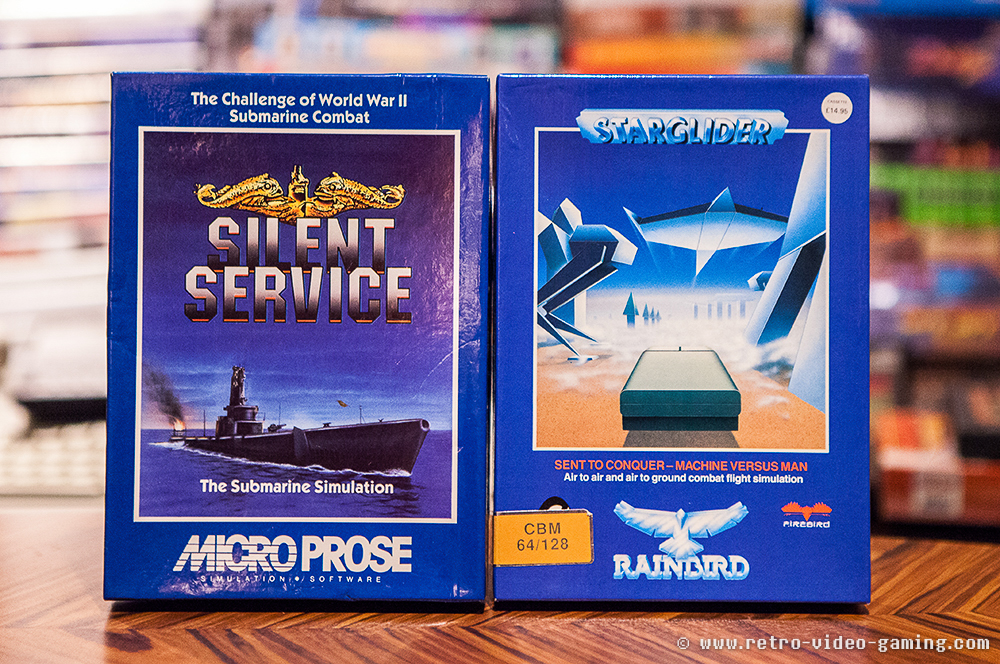 The Challenge of World War II
Submarine Combat
SILENT
SERVICE
The Submarine Simulation
MICRO PROSE
SIMULATION • SOFTWARE
STARGLIDER
CASSETTE
£14.95
SENT TO CONQUER – MACHINE VERSUS MAN
Air to air and air to ground combat flight simulation
CBM
64/128
RAINBIRD
FIREBIRD
© www.retro-video-gaming.com